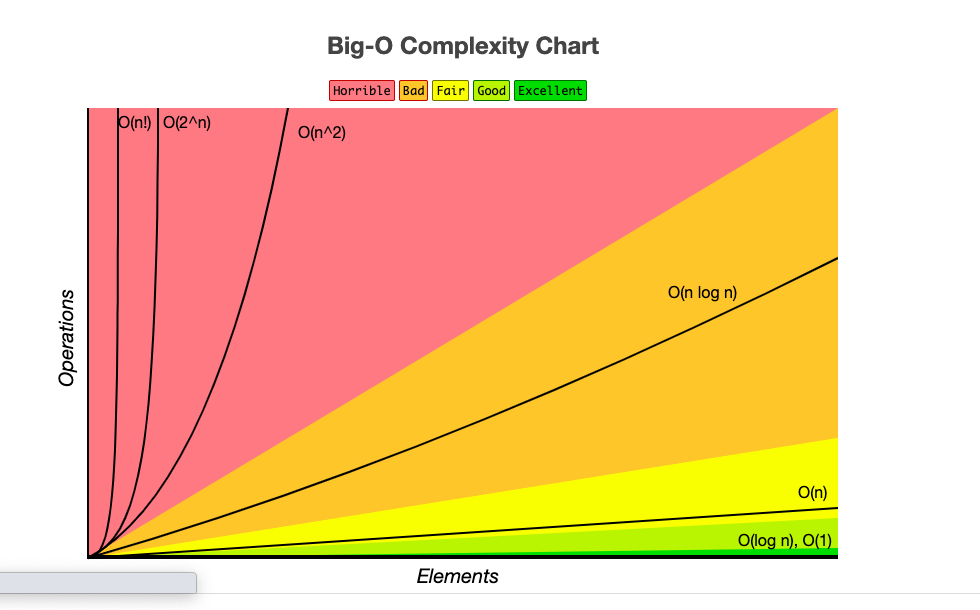 Big-O Complexity Chart
Horrible Bad Fair Good Excellent
O(n!) O(2^n)
O(n^2)
O(n log n)
Operations
O(n)
O(log n), O(1)
Elements